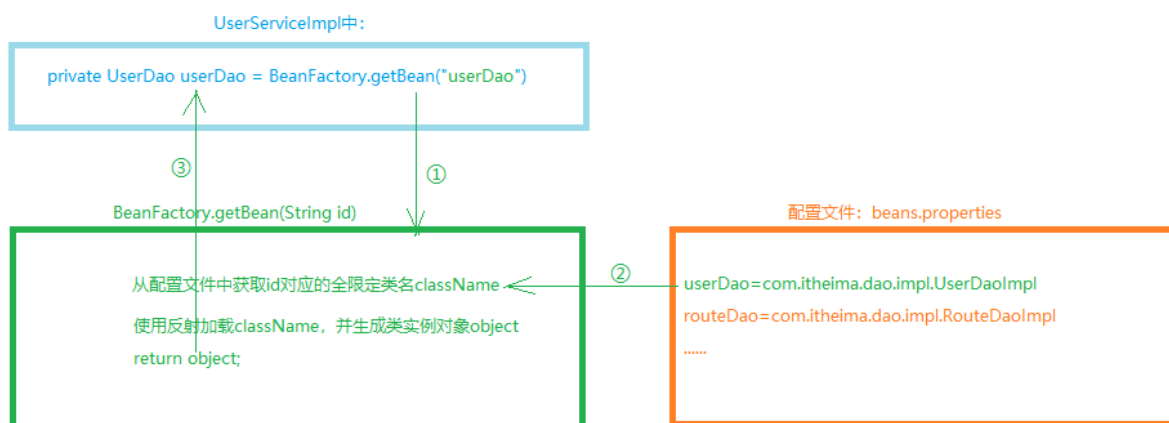 UserServiceImpl中：
private UserDao userDao = BeanFactory.getBean("userDao")
③
①
BeanFactory.getBean(String id)
配置文件：beans.properties
从配置文件中获取id对应的全限定类名className
②
userDao=com.itheima.dao.impl.UserDaoImpl
使用反射加载className，并生成类实例对象object
routeDao=com.itheima.dao.impl.RouteDaoImpl
return object;
......